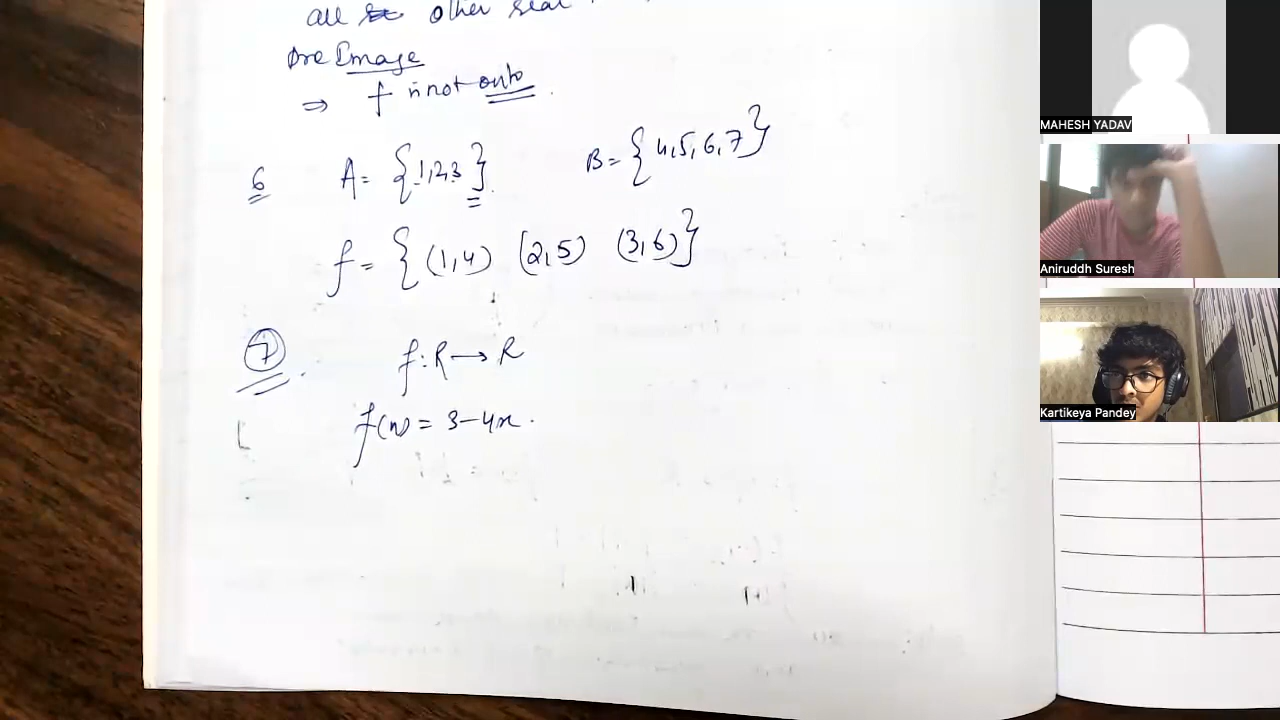 all other
Pre Image
⇒ f is not onto.
6 A = {1,2,3}. B = {4,5,6,7}
f = {(1,4) (2,5) (3,6)}
7. f: R → R
f(x) = 3-4x.
MAHESH YADAV
Aniruddh Suresh
Kartikeya Pandey